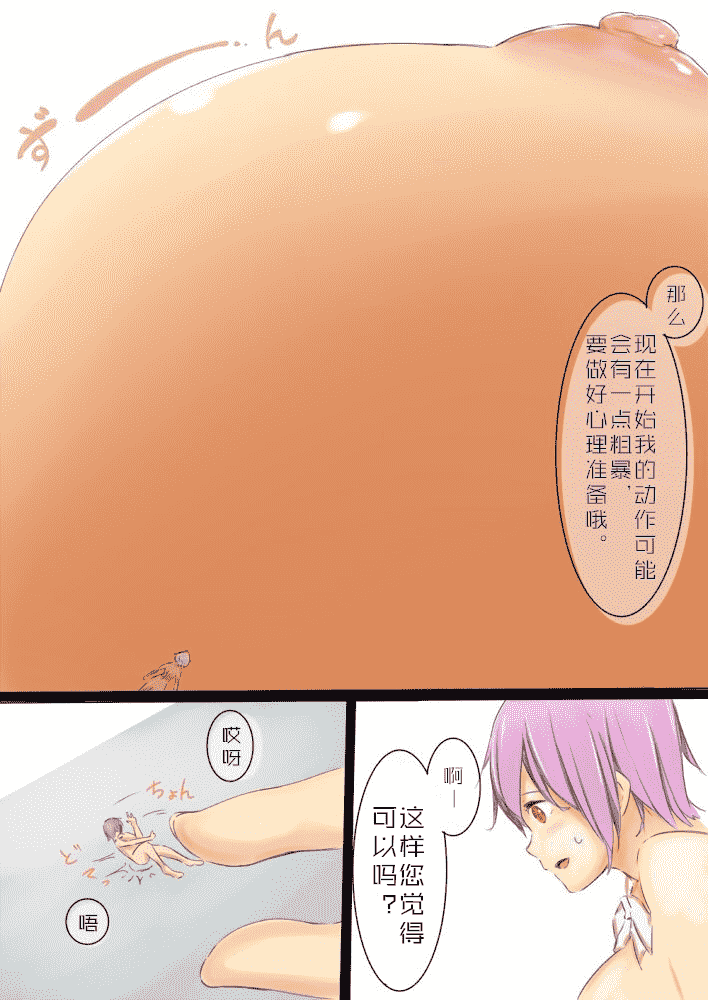 ず
ん
那么
现在开始我的动作可能
会有一点粗暴，
要做好心理准备哦。
啊—
这样您觉得
可以吗？
哎呀
ちょん
どてっ
唔